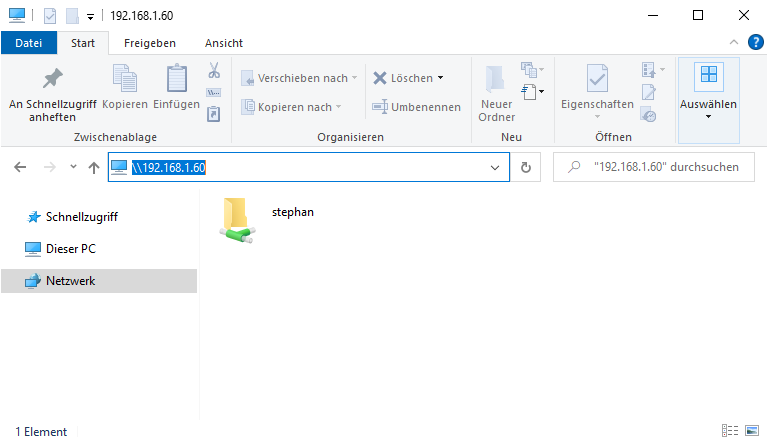 192.168.1.60
Datei Start Freigeben Ansicht
An Schnellzugriff
anheften
Kopieren
Einfügen
Zwischenablage
Verschieben nach
Kopieren nach
Löschen
Umbenennen
Organisieren
Neuer
Ordner
Neu
Eigenschaften
Öffnen
Auswählen
\\192.168.1.60
"192.168.1.60" durchsuchen
Schnellzugriff
Dieser PC
Netzwerk
stephan
1 Element